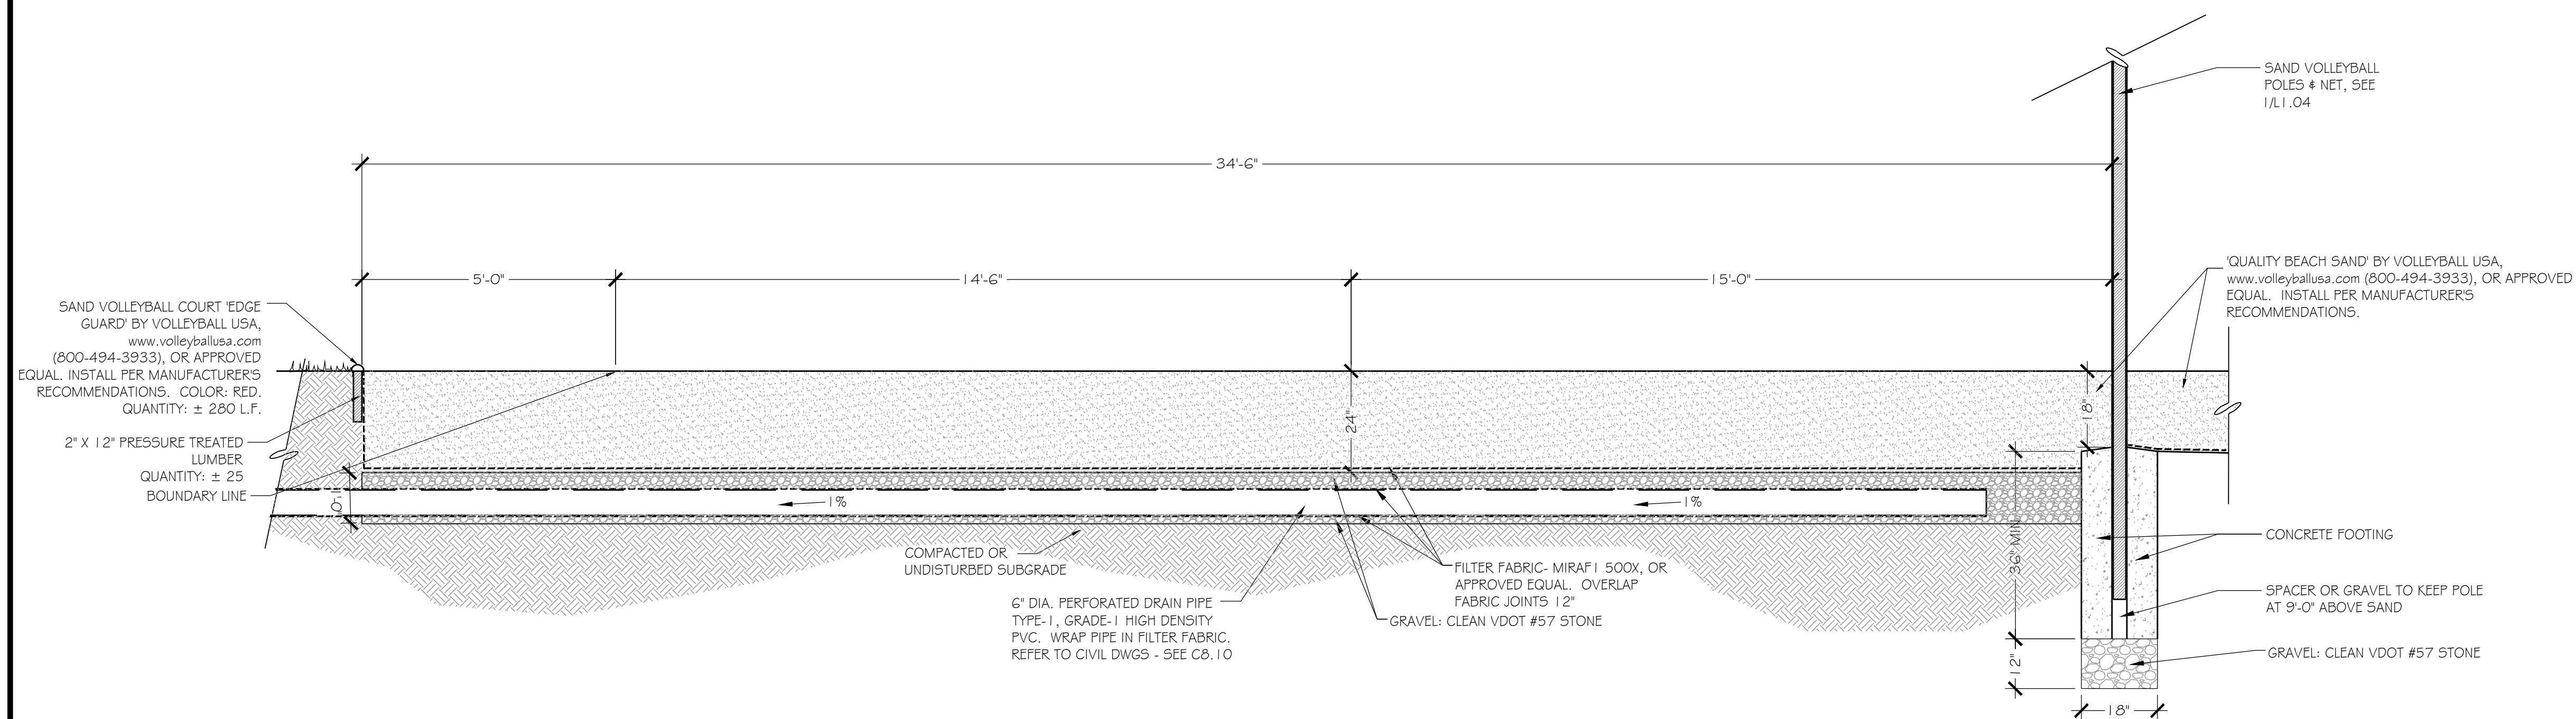 SAND VOLLEYBALL
POLES & NET, SEE
1/L1.04
34'-6"
5'-0"
14'-6"
15'-0"
'QUALITY BEACH SAND' BY VOLLEYBALL USA,
www.volleyballusa.com (800-494-3933), OR APPROVED
EQUAL. INSTALL PER MANUFACTURER'S
RECOMMENDATIONS.
SAND VOLLEYBALL COURT 'EDGE
GUARD' BY VOLLEYBALL USA,
www.volleyballusa.com
(800-494-3933), OR APPROVED
EQUAL. INSTALL PER MANUFACTURER'S
RECOMMENDATIONS. COLOR: RED.
QUANTITY: ± 280 L.F.
2" X 12" PRESSURE TREATED
LUMBER
QUANTITY: ± 25
BOUNDARY LINE
24"
18"
1%
1%
36" MIN.
12"
18"
COMPACTED OR
UNDISTURBED SUBGRADE
6" DIA. PERFORATED DRAIN PIPE
TYPE-1, GRADE-1 HIGH DENSITY
PVC. WRAP PIPE IN FILTER FABRIC.
REFER TO CIVIL DWGS - SEE C8.10
FILTER FABRIC- MIRAFI 500X, OR
APPROVED EQUAL. OVERLAP
FABRIC JOINTS 12"
GRAVEL: CLEAN VDOT #57 STONE
CONCRETE FOOTING
SPACER OR GRAVEL TO KEEP POLE
AT 9'-0" ABOVE SAND
GRAVEL: CLEAN VDOT #57 STONE